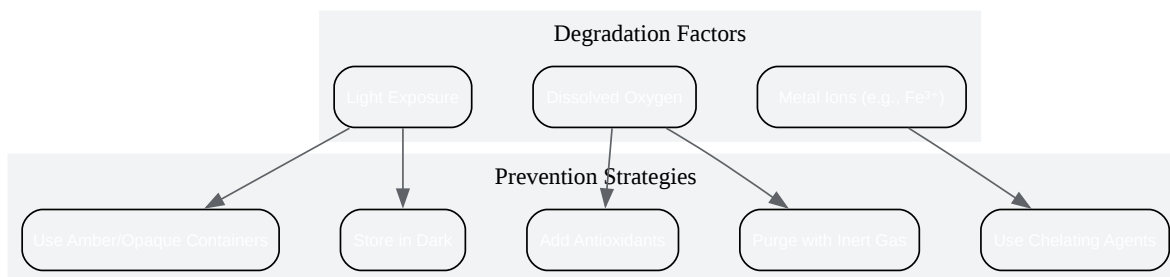 Degradation Factors
Light Exposure
Dissolved Oxygen
Metal Ions (e.g., Fe³⁺)
Prevention Strategies
Use Amber/Opaque Containers
Store in Dark
Add Antioxidants
Purge with Inert Gas
Use Chelating Agents